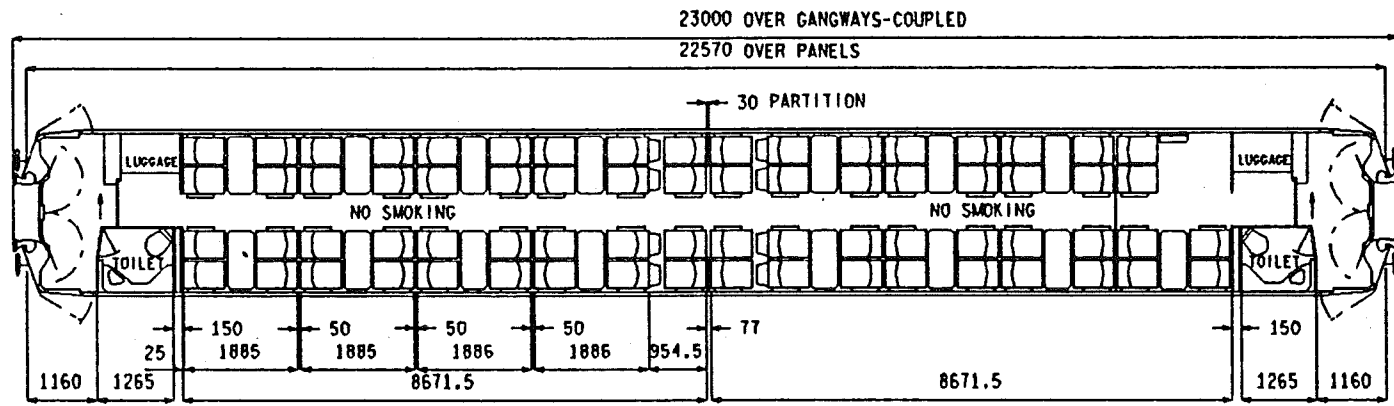 23000 OVER GANGWAYS-COUPLED
22570 OVER PANELS
30 PARTITION
LUGGAGE
LUGGAGE
NO SMOKING
NO SMOKING
TOILET
TOILET
150 50 50 50 77 150
25 1885 1885 1886 1886 954.5
1160 1265 8671.5 8671.5 1265 1160